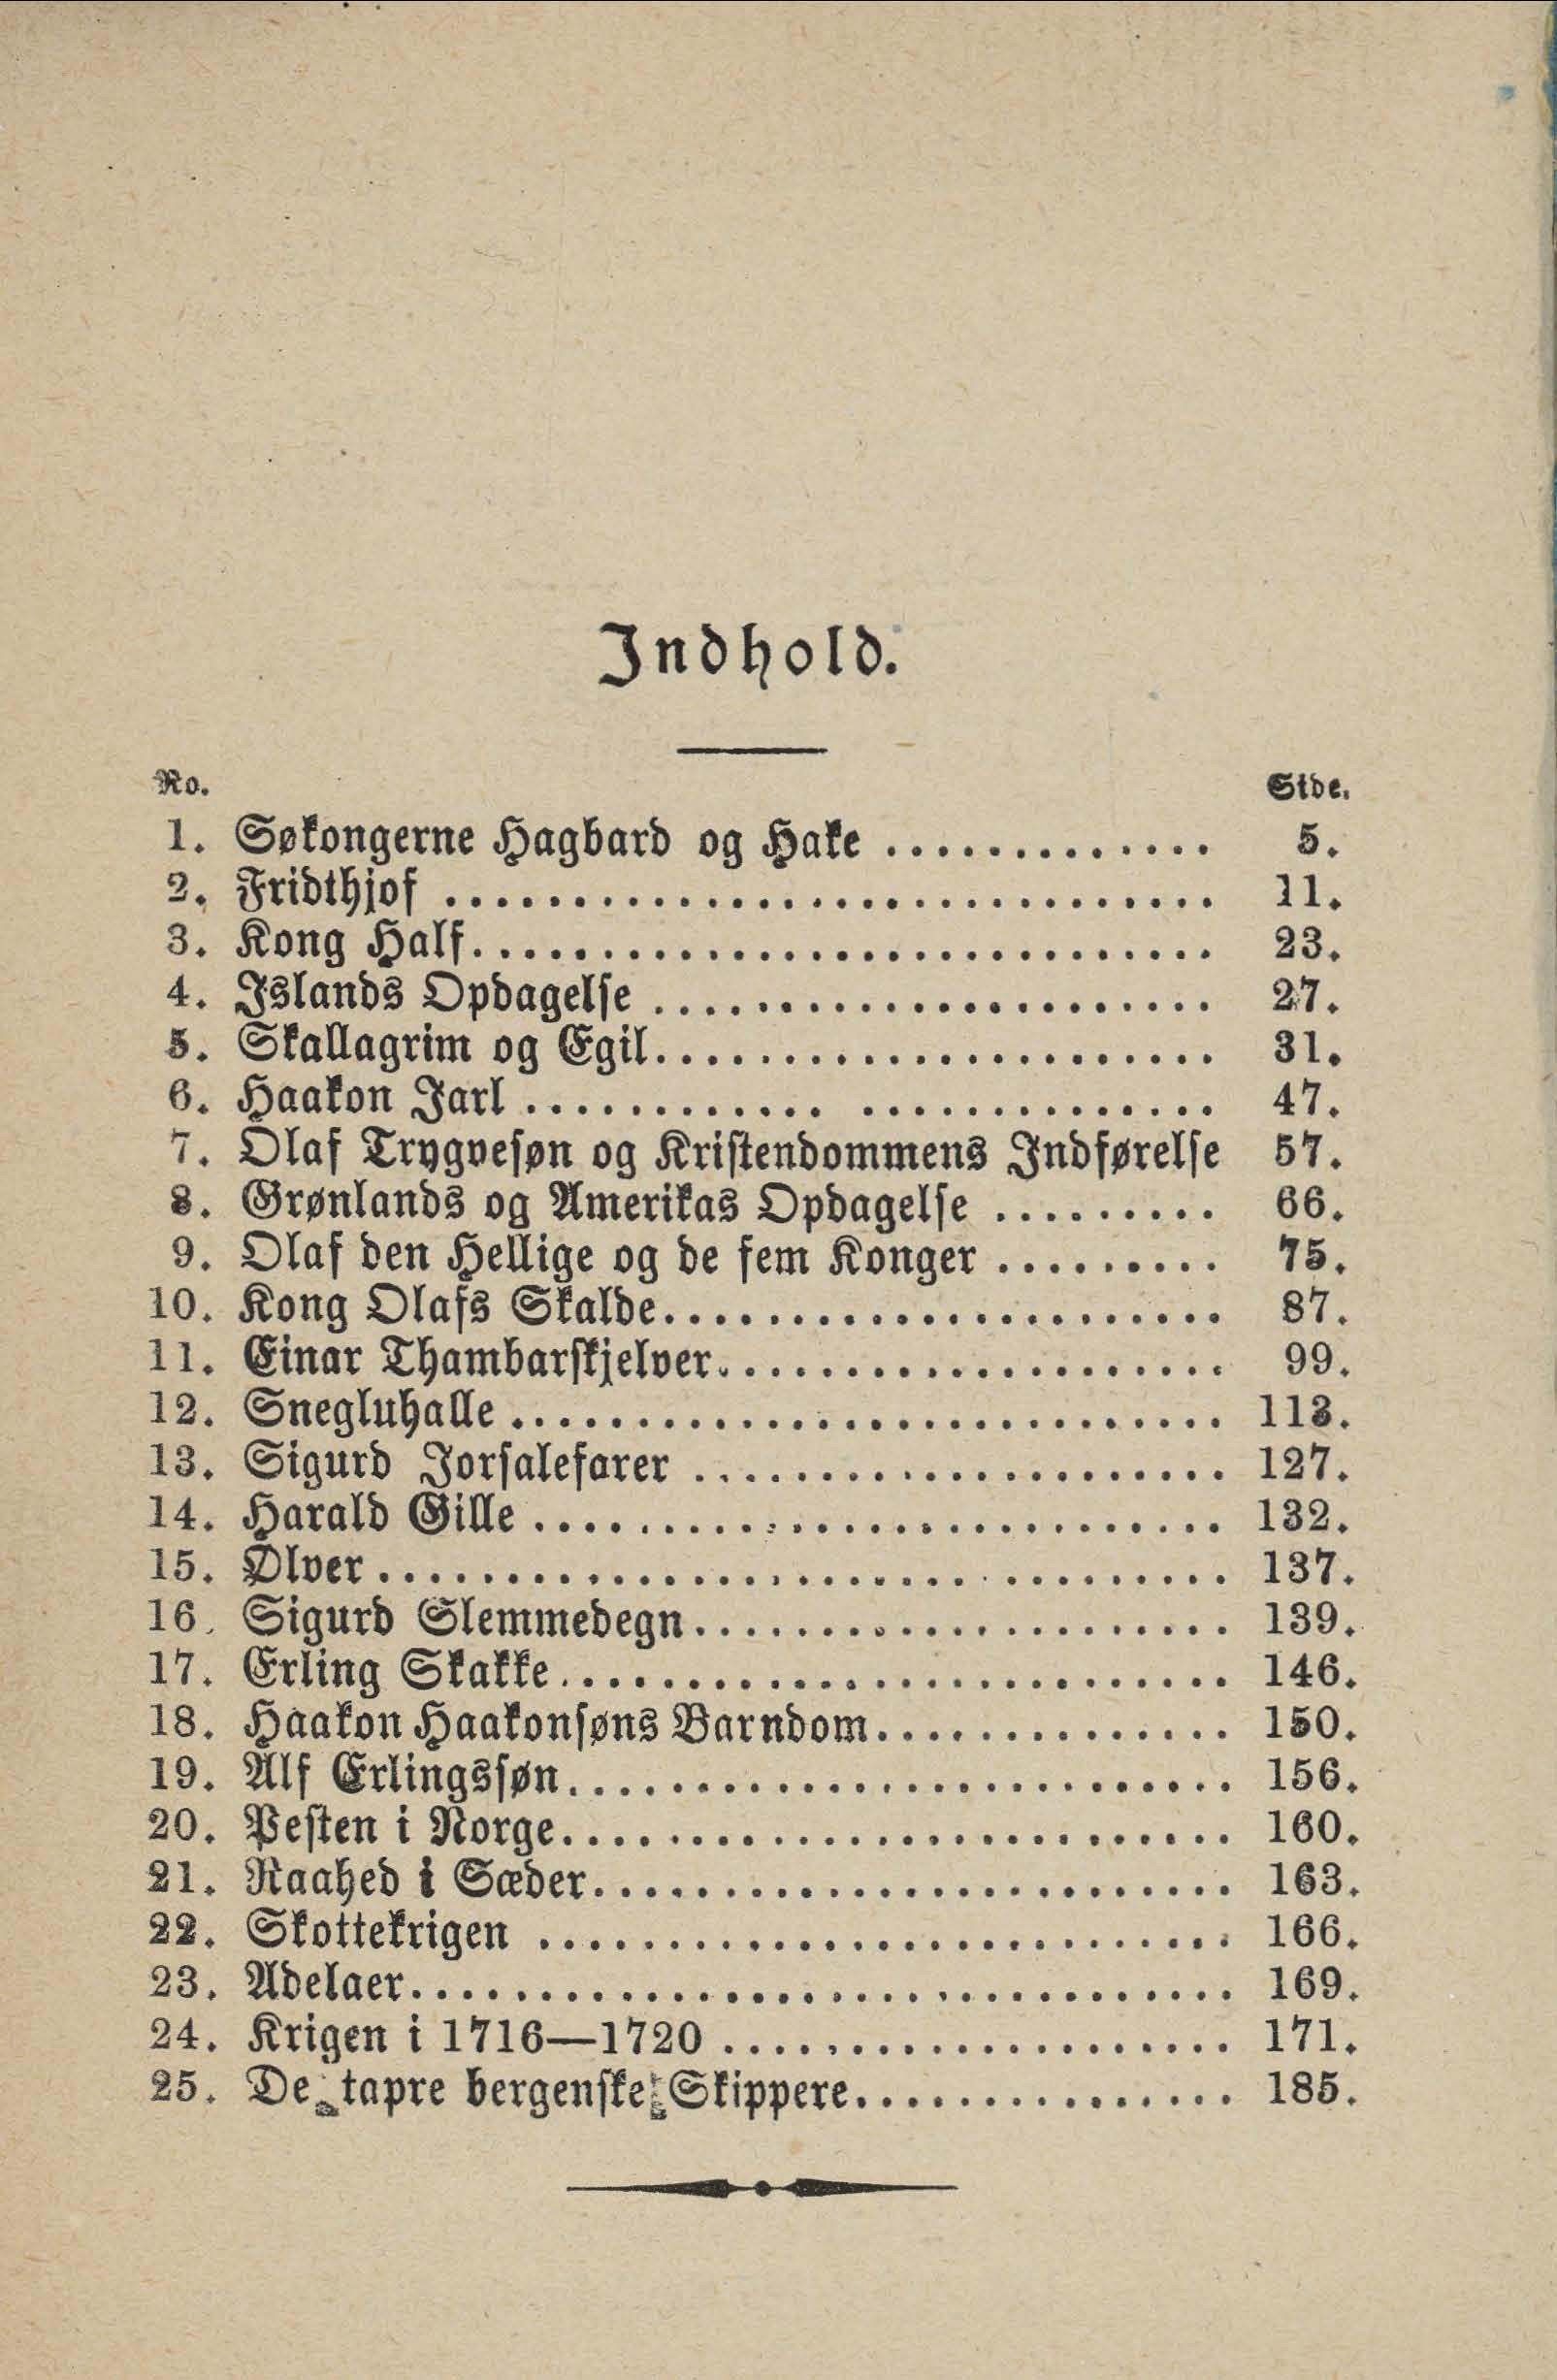 Indhold.
No. Side.
1. Søkongerne Hagbard og Hake .............. 5.
2. Fridthjof .............................. 11.
3. Kong Half.............................. 23.
4. Islands Opdagelse ...................... 27.
5. Skallagrim og Egil...................... 31.
6. Haakon Jarl ............ .............. 47.
7. Olaf Trygvesøn og Kristendommens Indførelse 57.
8. Grønlands og Amerikas Opdagelse ......... 66.
9. Olaf den Hellige og de fem Konger ......... 75.
10. Kong Olafs Skalde...................... 87.
11. Einar Thambarskjelver.................... 99.
12. Snegluhalle ............................ 113.
13. Sigurd Jorsalefarer ..................... 127.
14. Harald Gille ........................... 132.
15. Ølver ................................. 137.
16. Sigurd Slemmedegn..................... 139.
17. Erling Skakke.......................... 146.
18. Haakon Haakonsøns Barndom.............. 150.
19. Alf Erlingssøn.......................... 156.
20. Pesten i Norge.......................... 160.
21. Raahed i Sæder......................... 163.
22. Skottekrigen ........................... 166.
23. Adelaer................................ 169.
24. Krigen i 1716—1720 .................... 171.
25. De tapre bergenske Skippere............... 185.